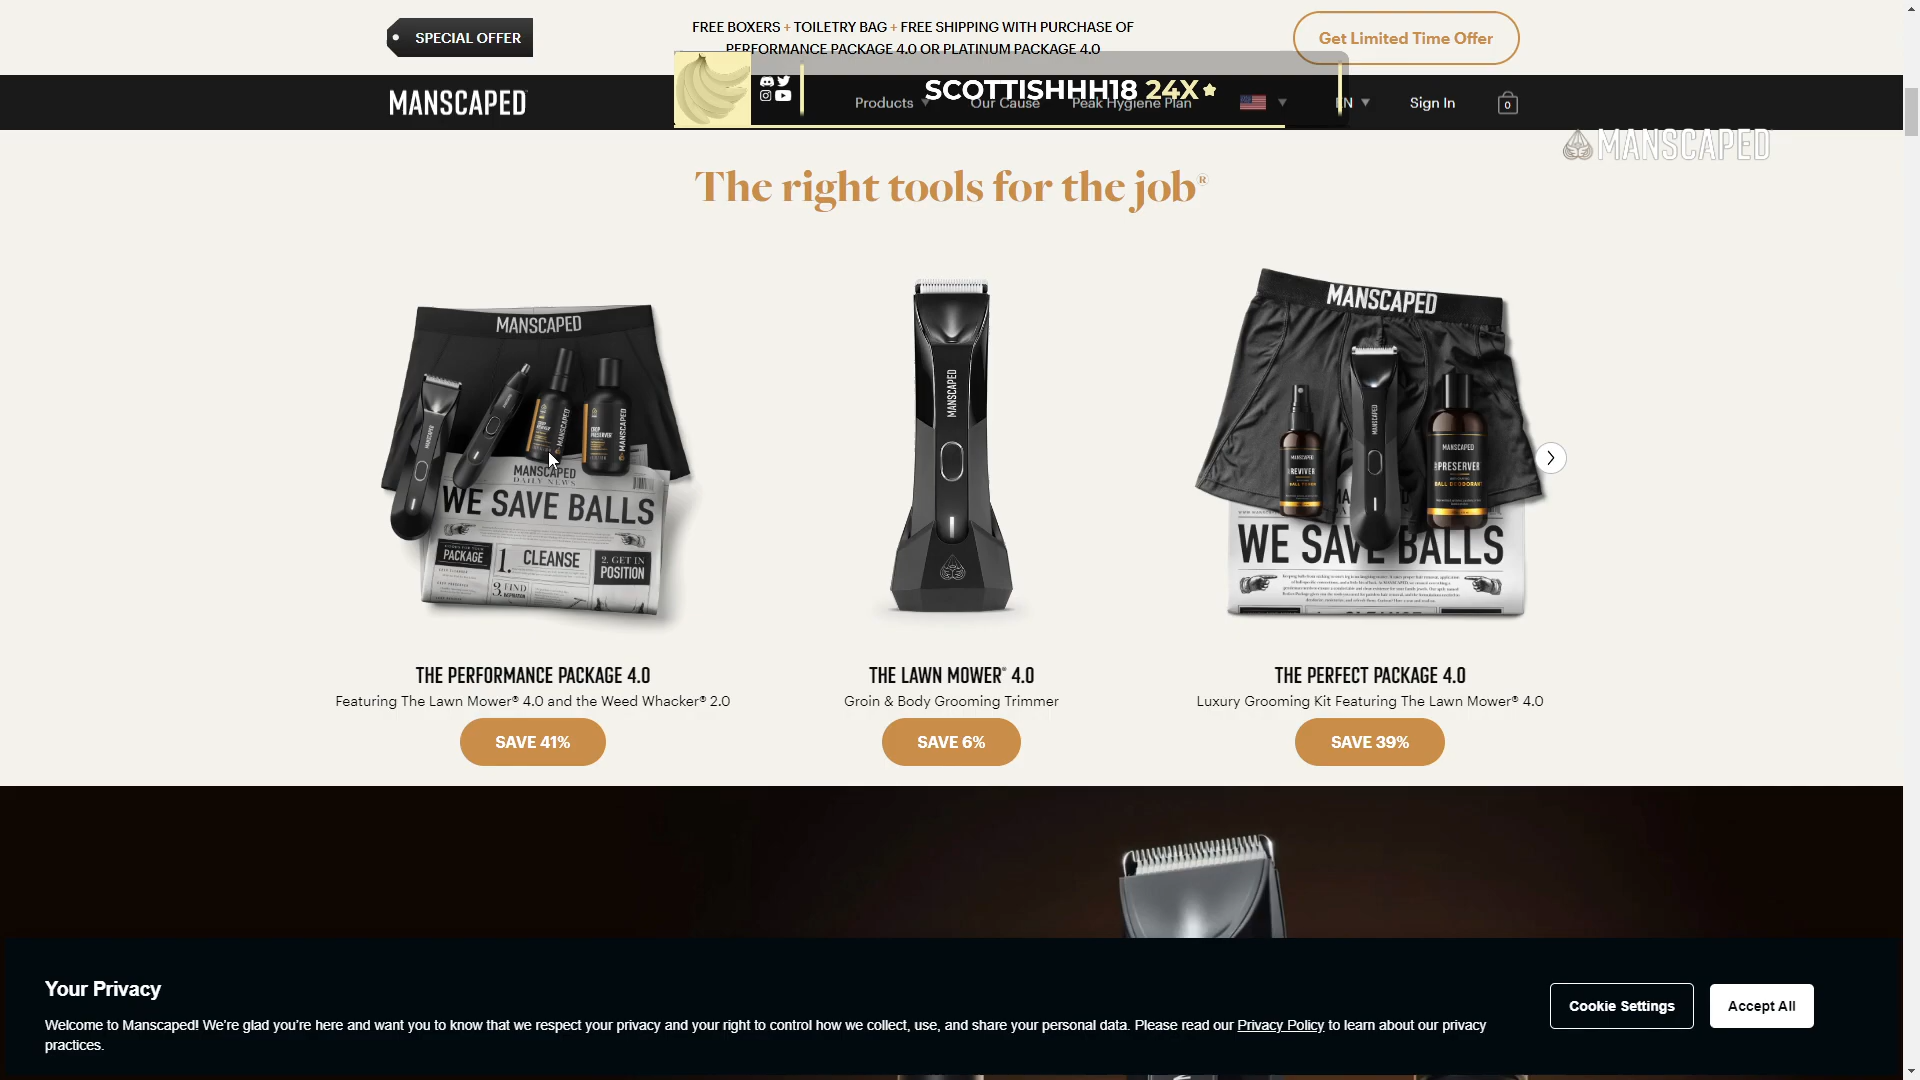 SPECIAL OFFER
FREE BOXERS + TOILETRY BAG + FREE SHIPPING WITH PURCHASE OF
PERFORMANCE PACKAGE 4.0 OR PLATINUM PACKAGE 4.0
Get Limited Time Offer
MANSCAPED
SCOTTISHHH18 24X
Products
Our Cause
Peak Hygiene Plan
EN
Sign In
0
MANSCAPED
The right tools for the job®
MANSCAPED
MANSCAPED
DAILY NEWS
WE SAVE BALLS
PACKAGE
1. CLEANSE
2. GET IN
POSITION
3. FIND
INSPIRATION
MANSCAPED
MANSCAPED
MANSCAPED
REVIVER
MANSCAPED
PRESERVER
BALL DEODORANT
WE SAVE BALLS
THE PERFORMANCE PACKAGE 4.0
Featuring The Lawn Mower® 4.0 and the Weed Whacker® 2.0
SAVE 41%
THE LAWN MOWER® 4.0
Groin & Body Grooming Trimmer
SAVE 6%
THE PERFECT PACKAGE 4.0
Luxury Grooming Kit Featuring The Lawn Mower® 4.0
SAVE 39%
Your Privacy
Welcome to Manscaped! We're glad you're here and want you to know that we respect your privacy and your right to control how we collect, use, and share your personal data. Please read our Privacy Policy to learn about our privacy
practices.
Cookie Settings
Accept All